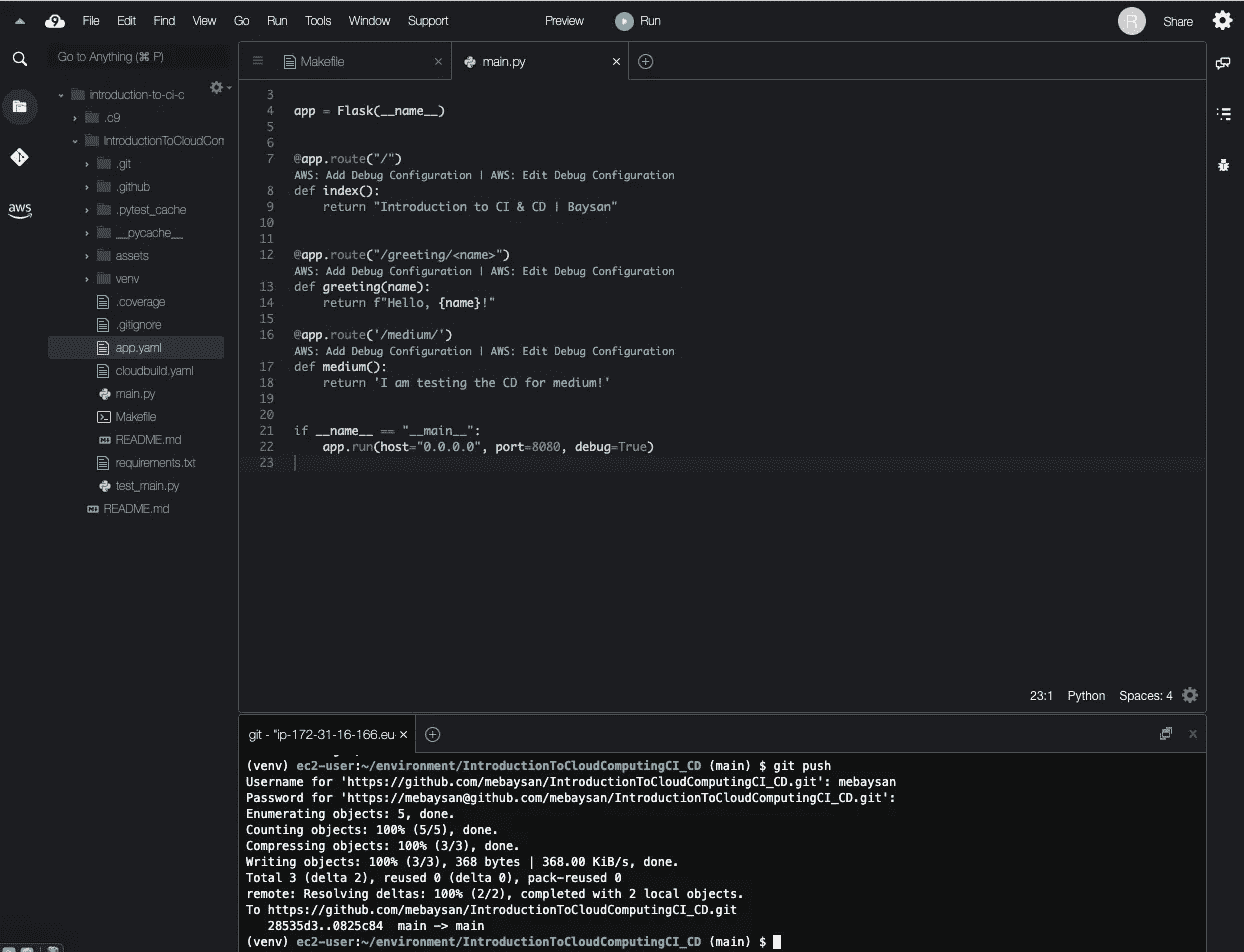 File Edit Find View Go Run Tools Window Support Preview Run R Share
Go to Anything (⌘ P)
Makefile × main.py ×
introduction-to-ci-c
.c9
IntroductionToCloudCom
.git
.github
.pytest_cache
__pycache__
assets
venv
.coverage
.gitignore
app.yaml
cloudbuild.yaml
main.py
Makefile
README.md
requirements.txt
test_main.py
README.md
aws
3
4 app = Flask(__name__)
5
6
7 @app.route("/")
AWS: Add Debug Configuration | AWS: Edit Debug Configuration
8 def index():
9     return "Introduction to CI & CD | Baysan"
10
11
12 @app.route("/greeting/<name>")
AWS: Add Debug Configuration | AWS: Edit Debug Configuration
13 def greeting(name):
14     return f"Hello, {name}!"
15
16 @app.route('/medium/')
AWS: Add Debug Configuration | AWS: Edit Debug Configuration
17 def medium():
18     return 'I am testing the CD for medium!'
19
20
21 if __name__ == "__main__":
22     app.run(host="0.0.0.0", port=8080, debug=True)
23
23:1 Python Spaces: 4
git - "ip-172-31-16-166.eu- ×
(venv) ec2-user:~/environment/IntroductionToCloudComputingCI_CD (main) $ git push
Username for 'https://github.com/mebaysan/IntroductionToCloudComputingCI_CD.git': mebaysan
Password for 'https://mebaysan@github.com/mebaysan/IntroductionToCloudComputingCI_CD.git':
Enumerating objects: 5, done.
Counting objects: 100% (5/5), done.
Compressing objects: 100% (3/3), done.
Writing objects: 100% (3/3), 368 bytes | 368.00 KiB/s, done.
Total 3 (delta 2), reused 0 (delta 0), pack-reused 0
remote: Resolving deltas: 100% (2/2), completed with 2 local objects.
To https://github.com/mebaysan/IntroductionToCloudComputingCI_CD.git
   28535d3..0825c84  main -> main
(venv) ec2-user:~/environment/IntroductionToCloudComputingCI_CD (main) $